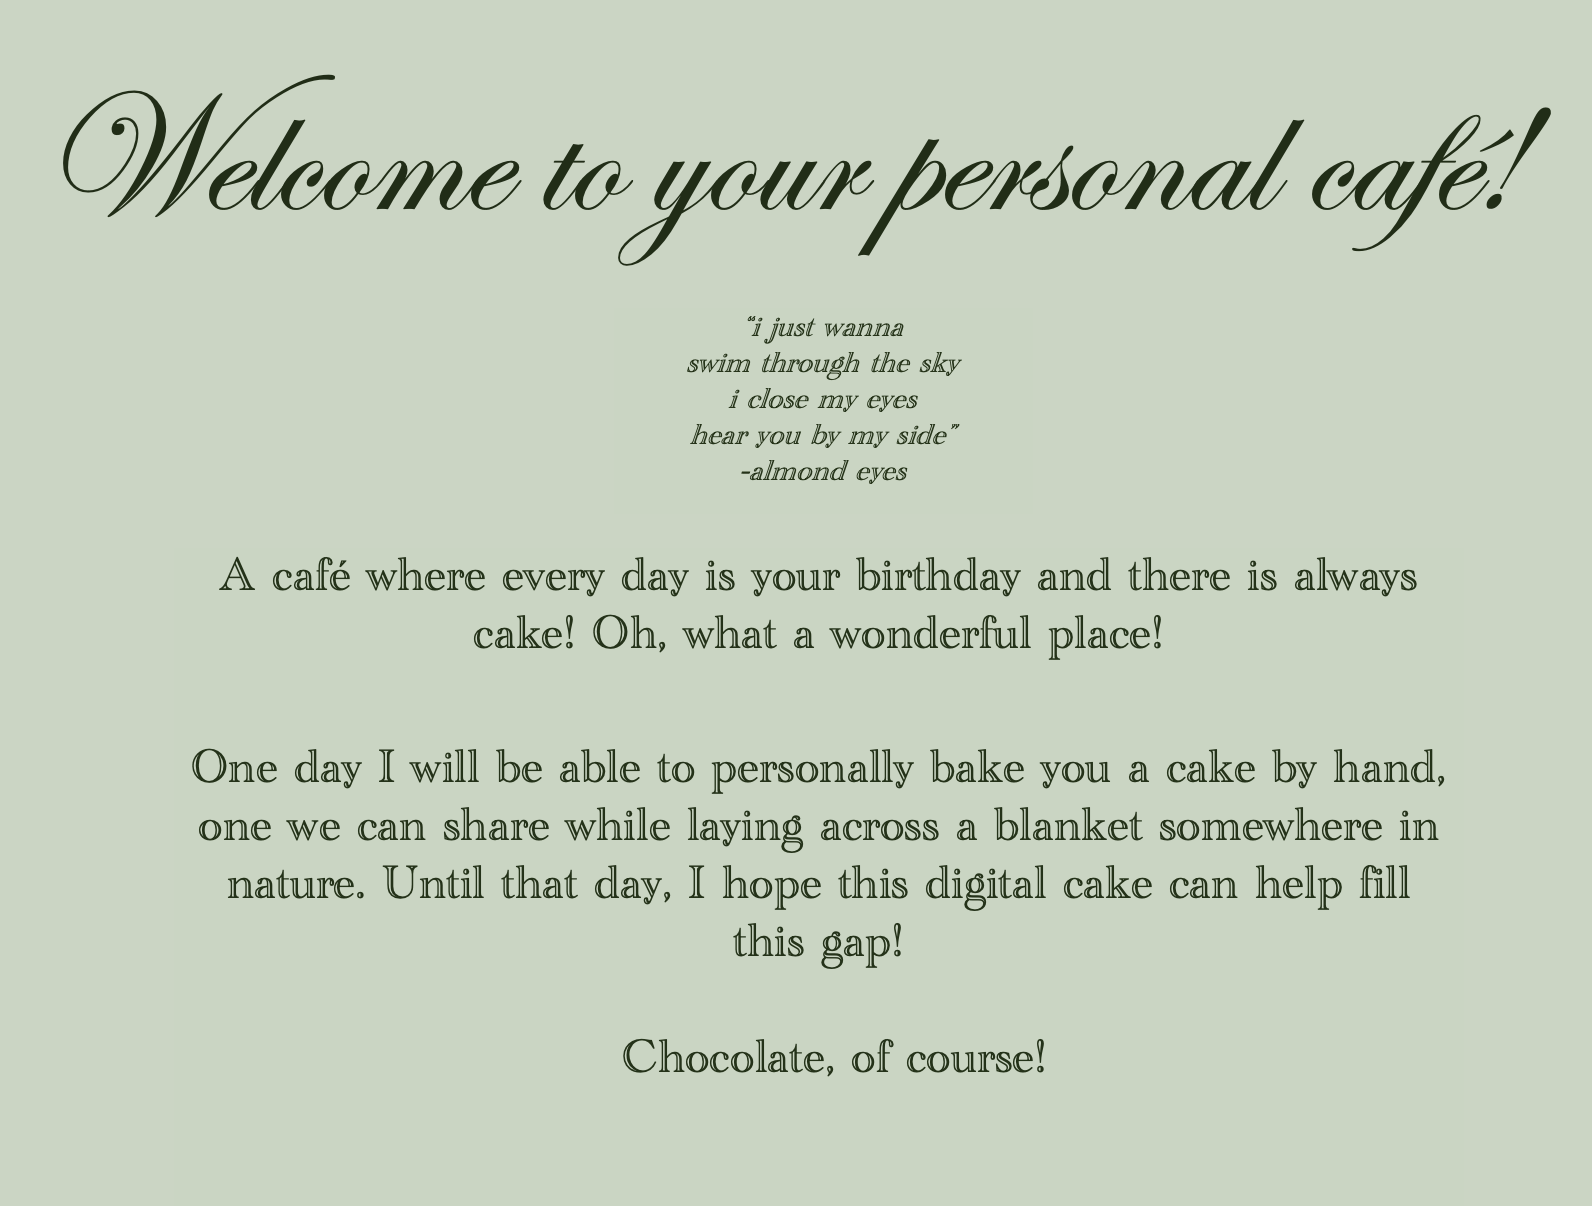 Welcome to your personal café!
“i just wanna
swim through the sky
i close my eyes
hear you by my side”
-almond eyes
A café where every day is your birthday and there is always
cake! Oh, what a wonderful place!
One day I will be able to personally bake you a cake by hand,
one we can share while laying across a blanket somewhere in
nature. Until that day, I hope this digital cake can help fill
this gap!
Chocolate, of course!